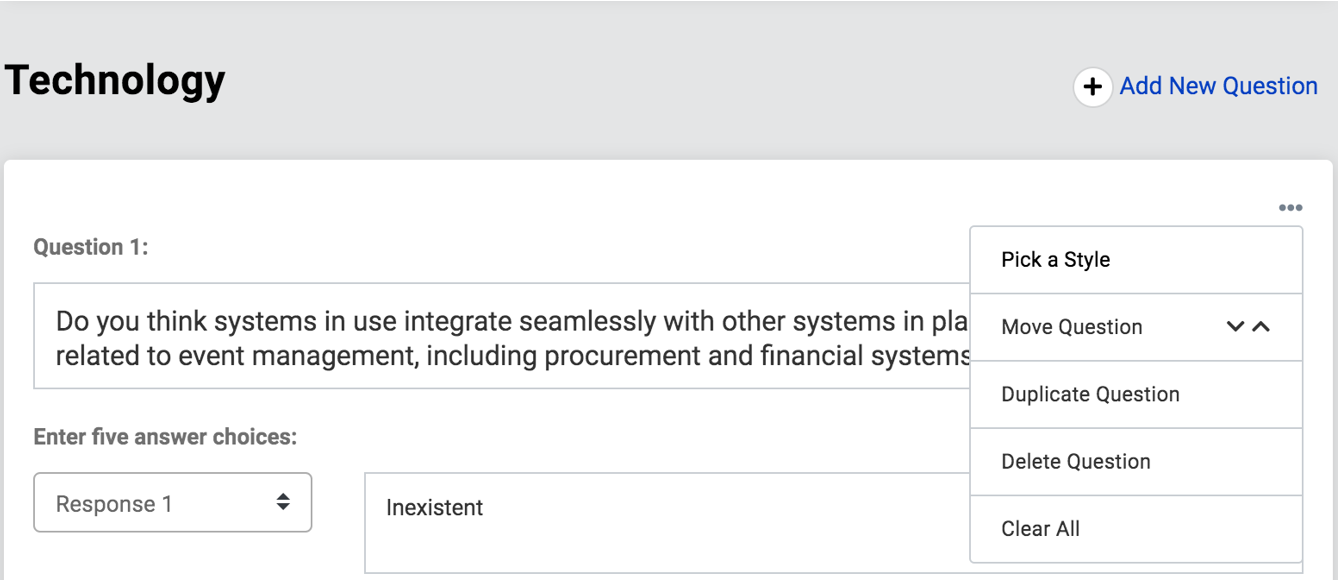 Technology
Add New Question
Question 1:
Do you think systems in use integrate seamlessly with other systems in pla
related to event management, including procurement and financial systems
Pick a Style
Move Question
Duplicate Question
Delete Question
Clear All
Enter five answer choices:
Response 1
Inexistent